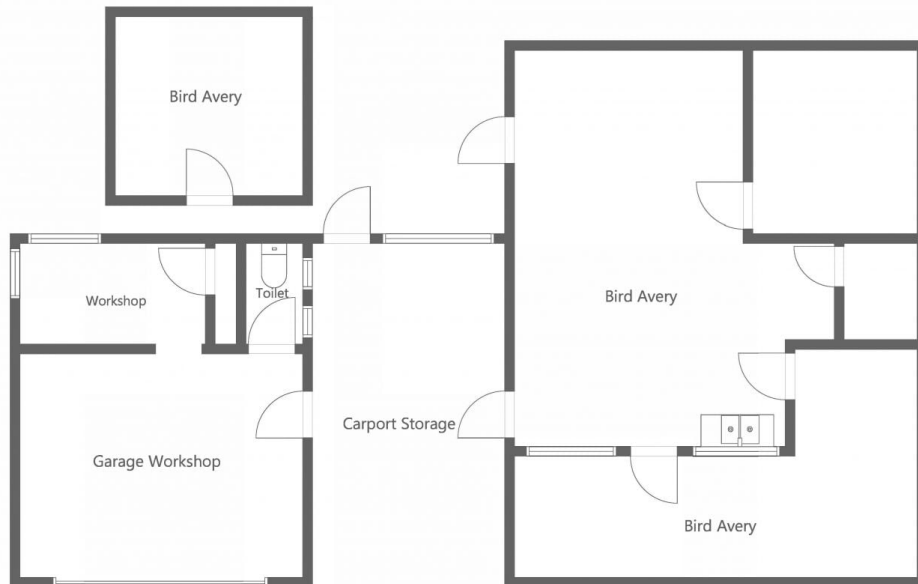 Bird Avery
Workshop
Toilet
Bird Avery
Carport Storage
Garage Workshop
Bird Avery